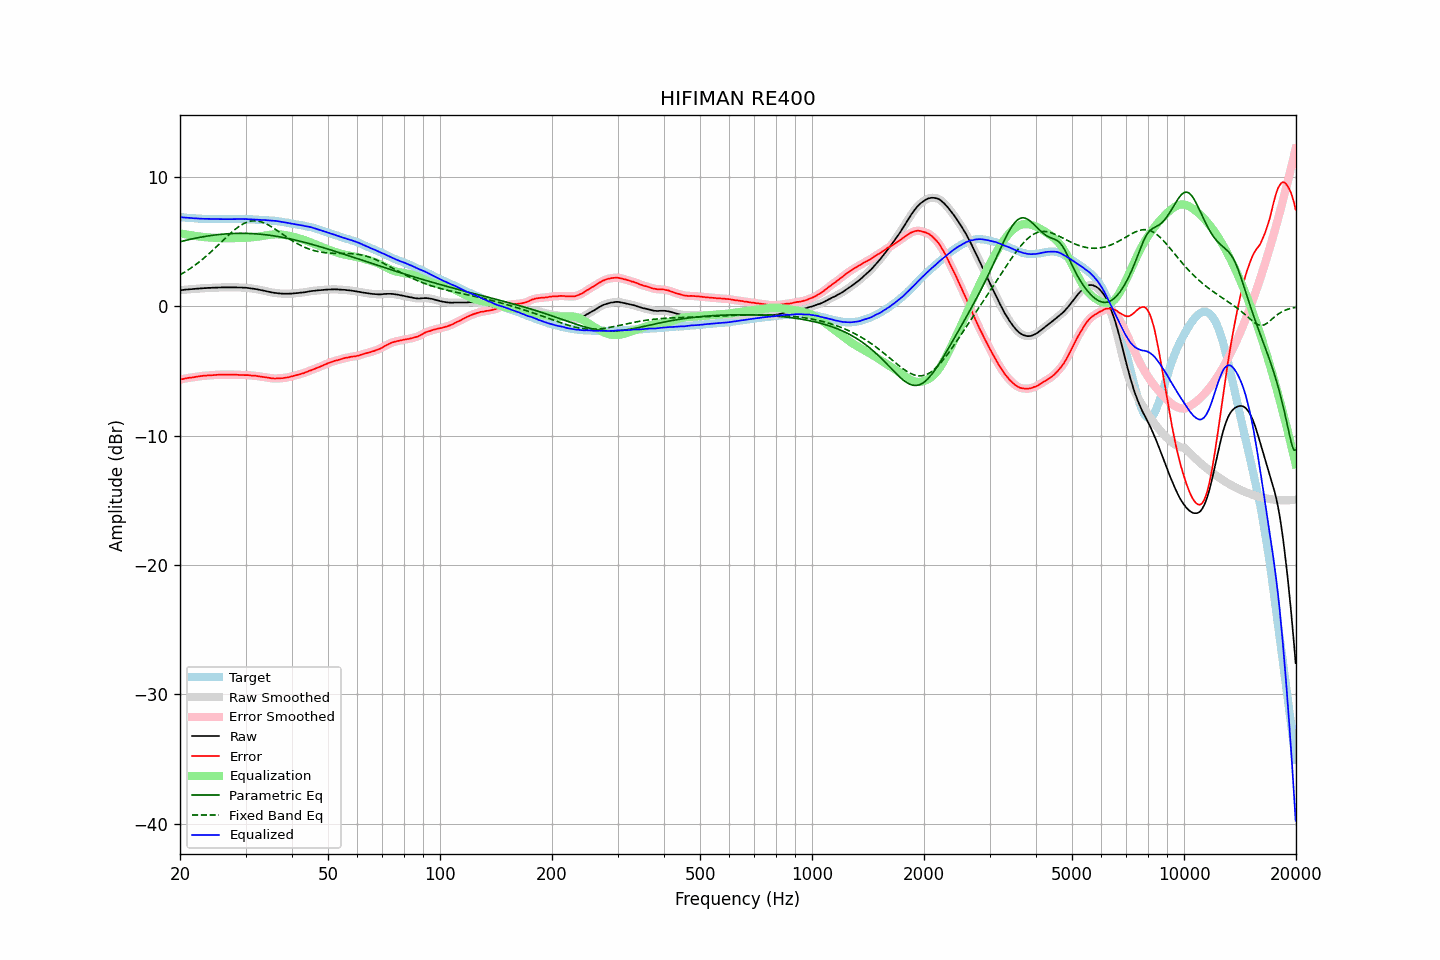 HIFIMAN RE400
Amplitude (dBr)
10
0
−10
−20
−30
−40
Target
Raw Smoothed
Error Smoothed
Raw
Error
Equalization
Parametric Eq
Fixed Band Eq
Equalized
20 50 100 200 500 1000 2000 5000 10000 20000
Frequency (Hz)